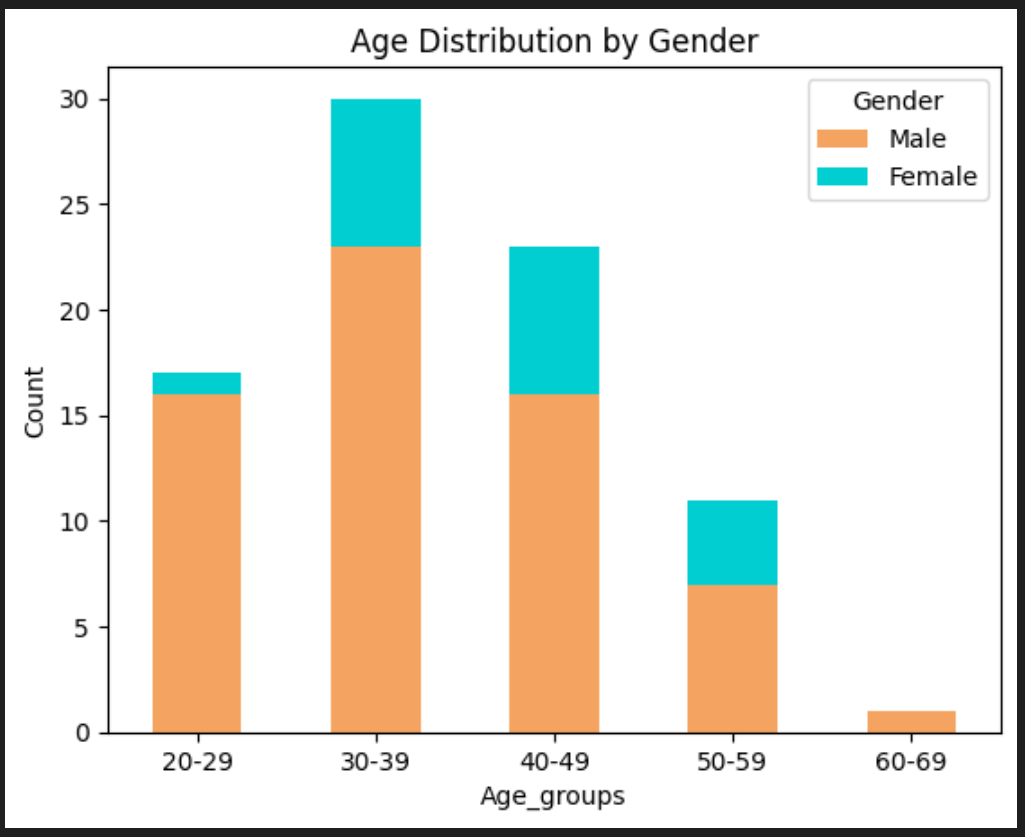 Age Distribution by Gender
Gender
Male
Female
30
25
20
15
10
5
0
Count
20-29 30-39 40-49 50-59 60-69
Age_groups